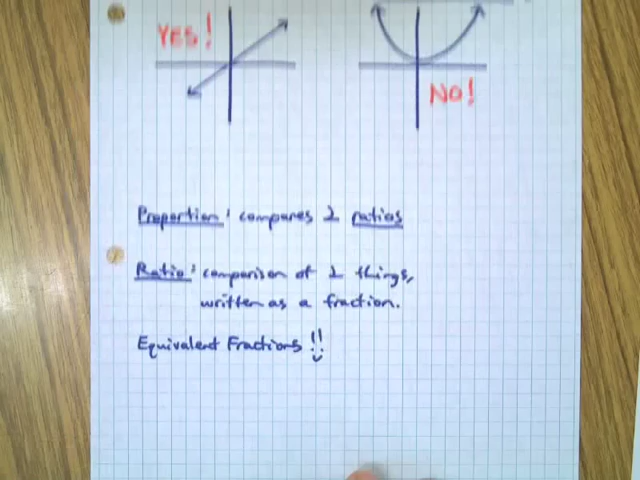 YES!
NO!
Proportion: compares 2 ratios
Ratio: comparison of 2 things,
written as a fraction.
Equivalent Fractions !!